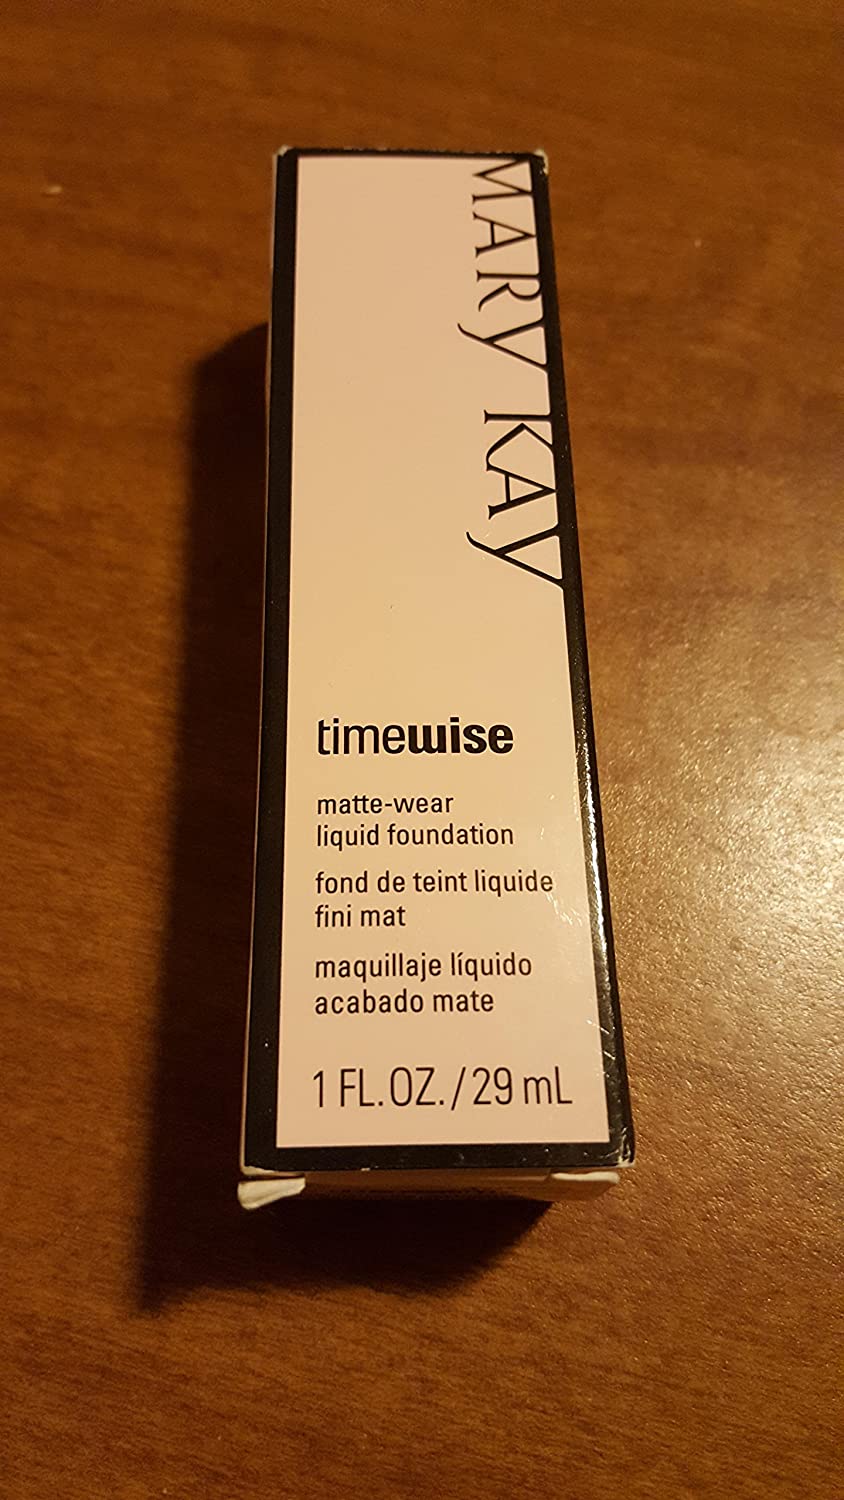 MARY KAY
timewise
matte-wear
liquid foundation
fond de teint liquide
fini mat
maquillaje líquido
acabado mate
1 FL.OZ./29 mL